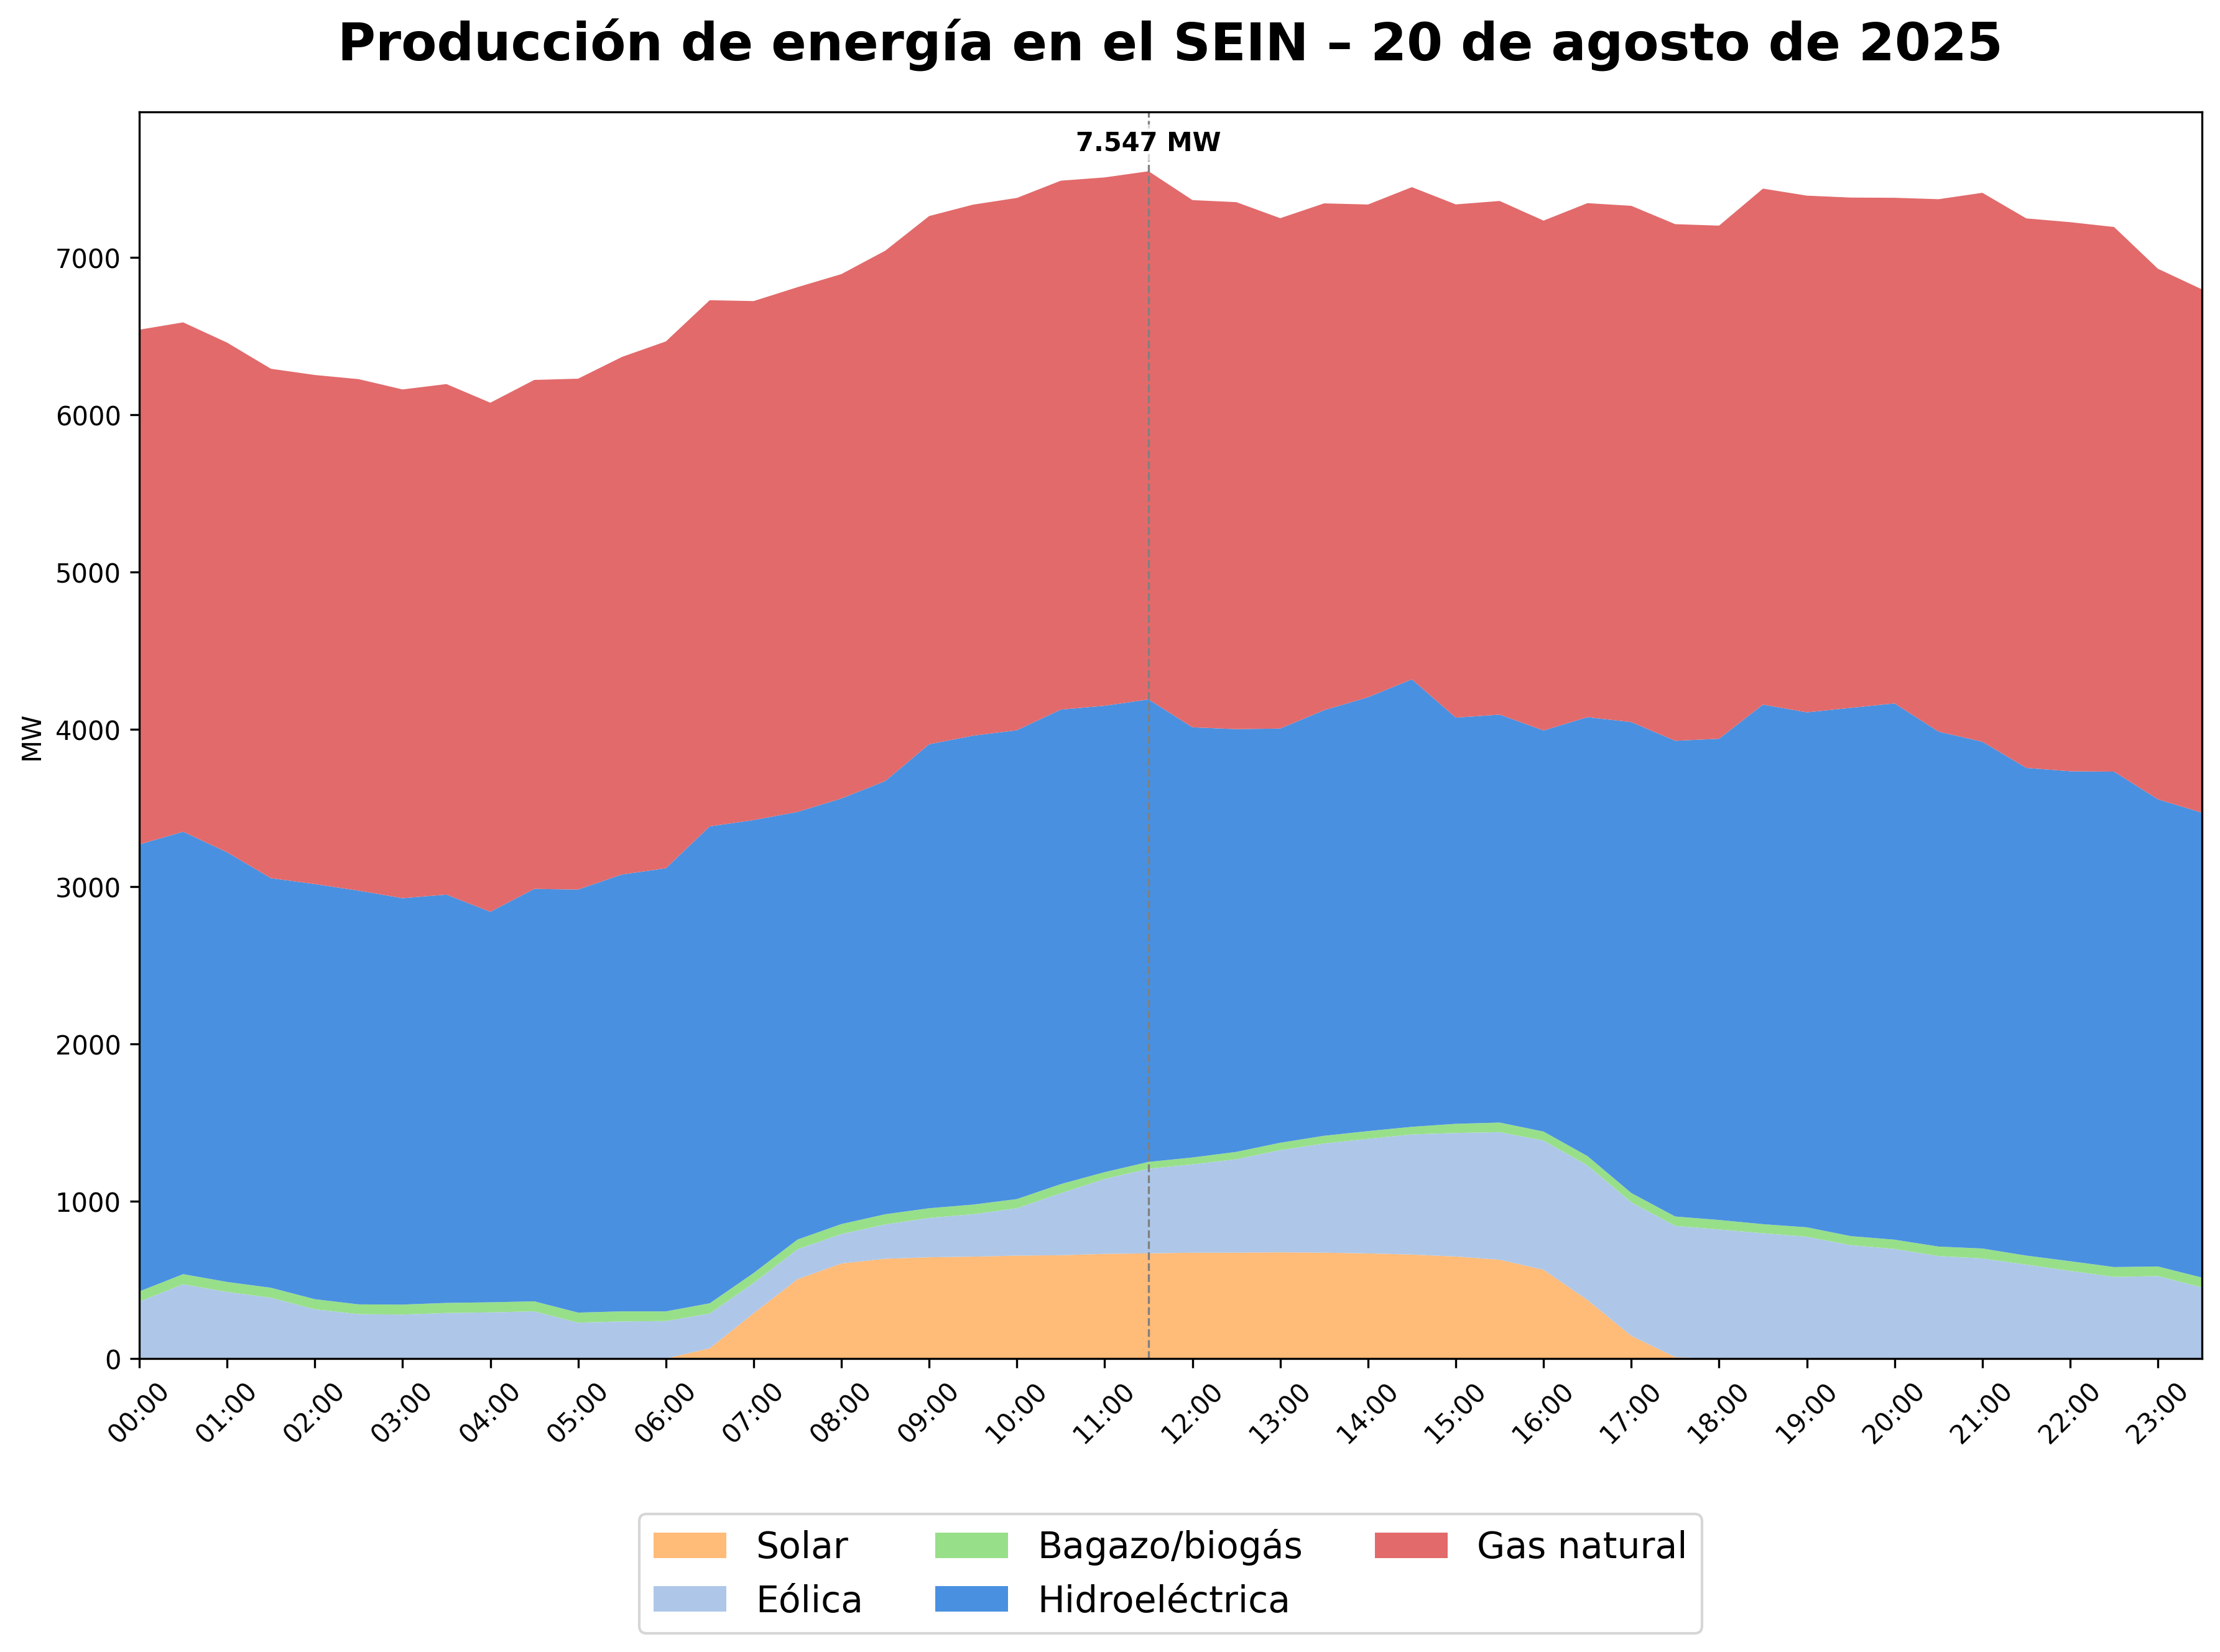 Producción de energía en el SEIN – 20 de agosto de 2025
7.547 MW
7000
6000
5000
4000
3000
2000
1000
0
MW
00:00 01:00 02:00 03:00 04:00 05:00 06:00 07:00 08:00 09:00 10:00 11:00 12:00 13:00 14:00 15:00 16:00 17:00 18:00 19:00 20:00 21:00 22:00 23:00
Solar Bagazo/biogás Gas natural
Eólica Hidroeléctrica